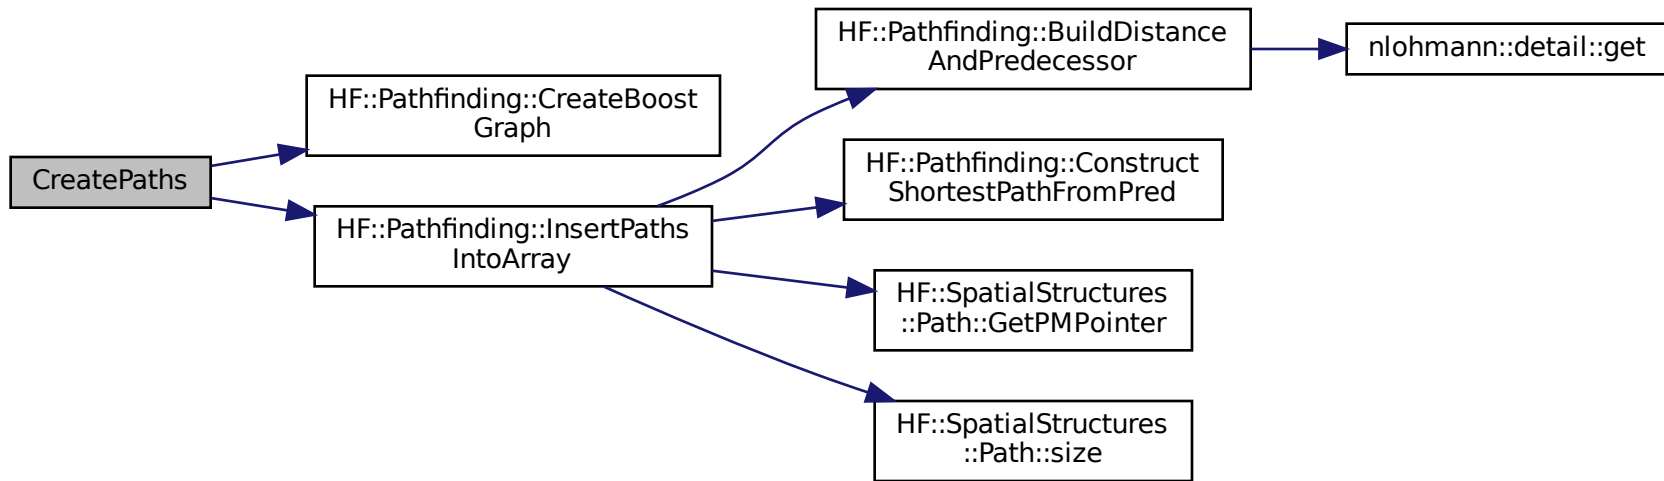 CreatePaths
HF::Pathfinding::CreateBoost
Graph
HF::Pathfinding::InsertPaths
IntoArray
HF::Pathfinding::BuildDistance
AndPredecessor
HF::Pathfinding::Construct
ShortestPathFromPred
HF::SpatialStructures
::Path::GetPMPointer
HF::SpatialStructures
::Path::size
nlohmann::detail::get